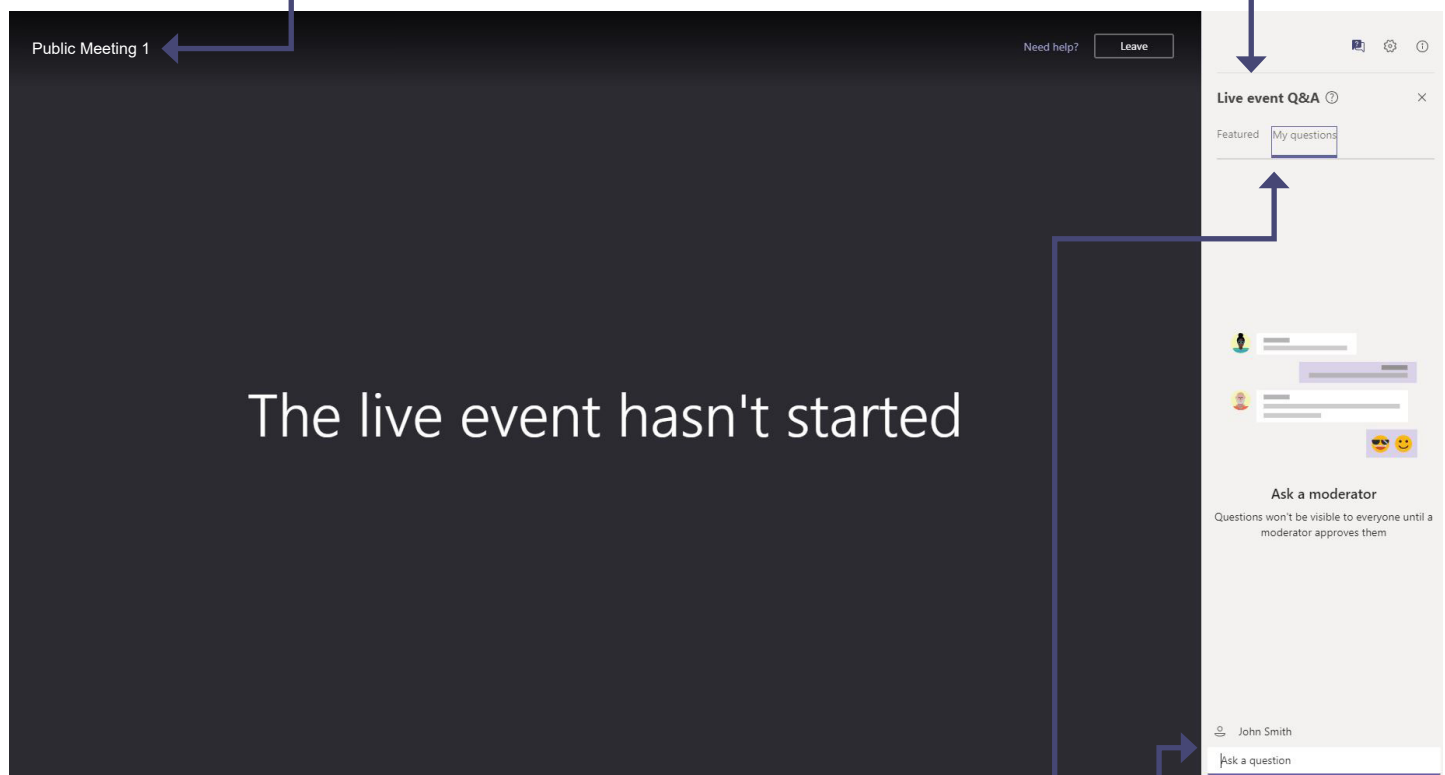 Public Meeting 1
Need help?
Leave
Live event Q&A
Featured
My questions
The live event hasn't started
Ask a moderator
Questions won't be visible to everyone until a
moderator approves them
John Smith
Ask a question